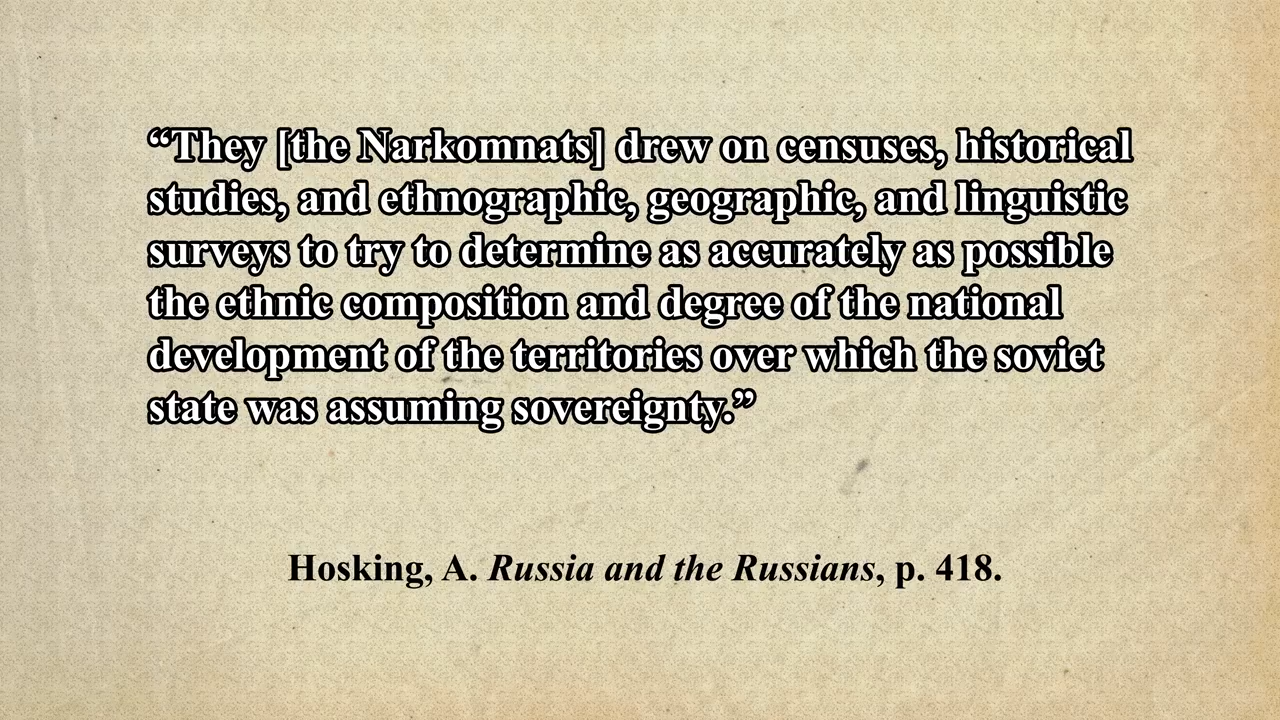 “They [the Narkomnats] drew on censuses, historical
studies, and ethnographic, geographic, and linguistic
surveys to try to determine as accurately as possible
the ethnic composition and degree of the national
development of the territories over which the soviet
state was assuming sovereignty.”
Hosking, A. Russia and the Russians, p. 418.